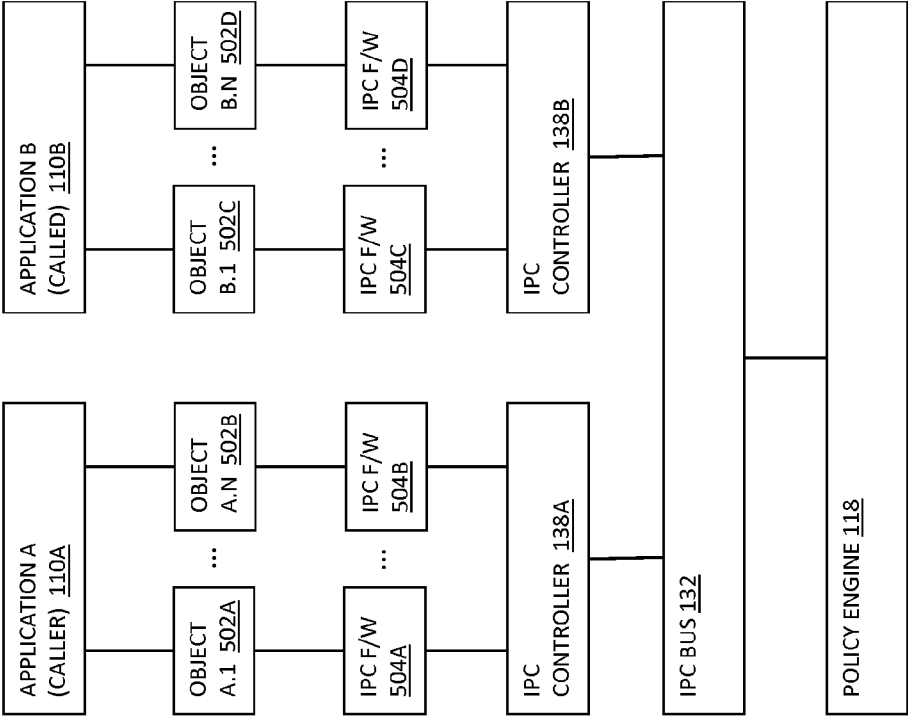 APPLICATION A
(CALLER) 110A
OBJECT
A.1 502A
...
OBJECT
A.N 502B
IPC F/W
504A
...
IPC F/W
504B
IPC
CONTROLLER 138A
APPLICATION B
(CALLED) 110B
OBJECT
B.1 502C
...
OBJECT
B.N 502D
IPC F/W
504C
...
IPC F/W
504D
IPC
CONTROLLER 138B
IPC BUS 132
POLICY ENGINE 118